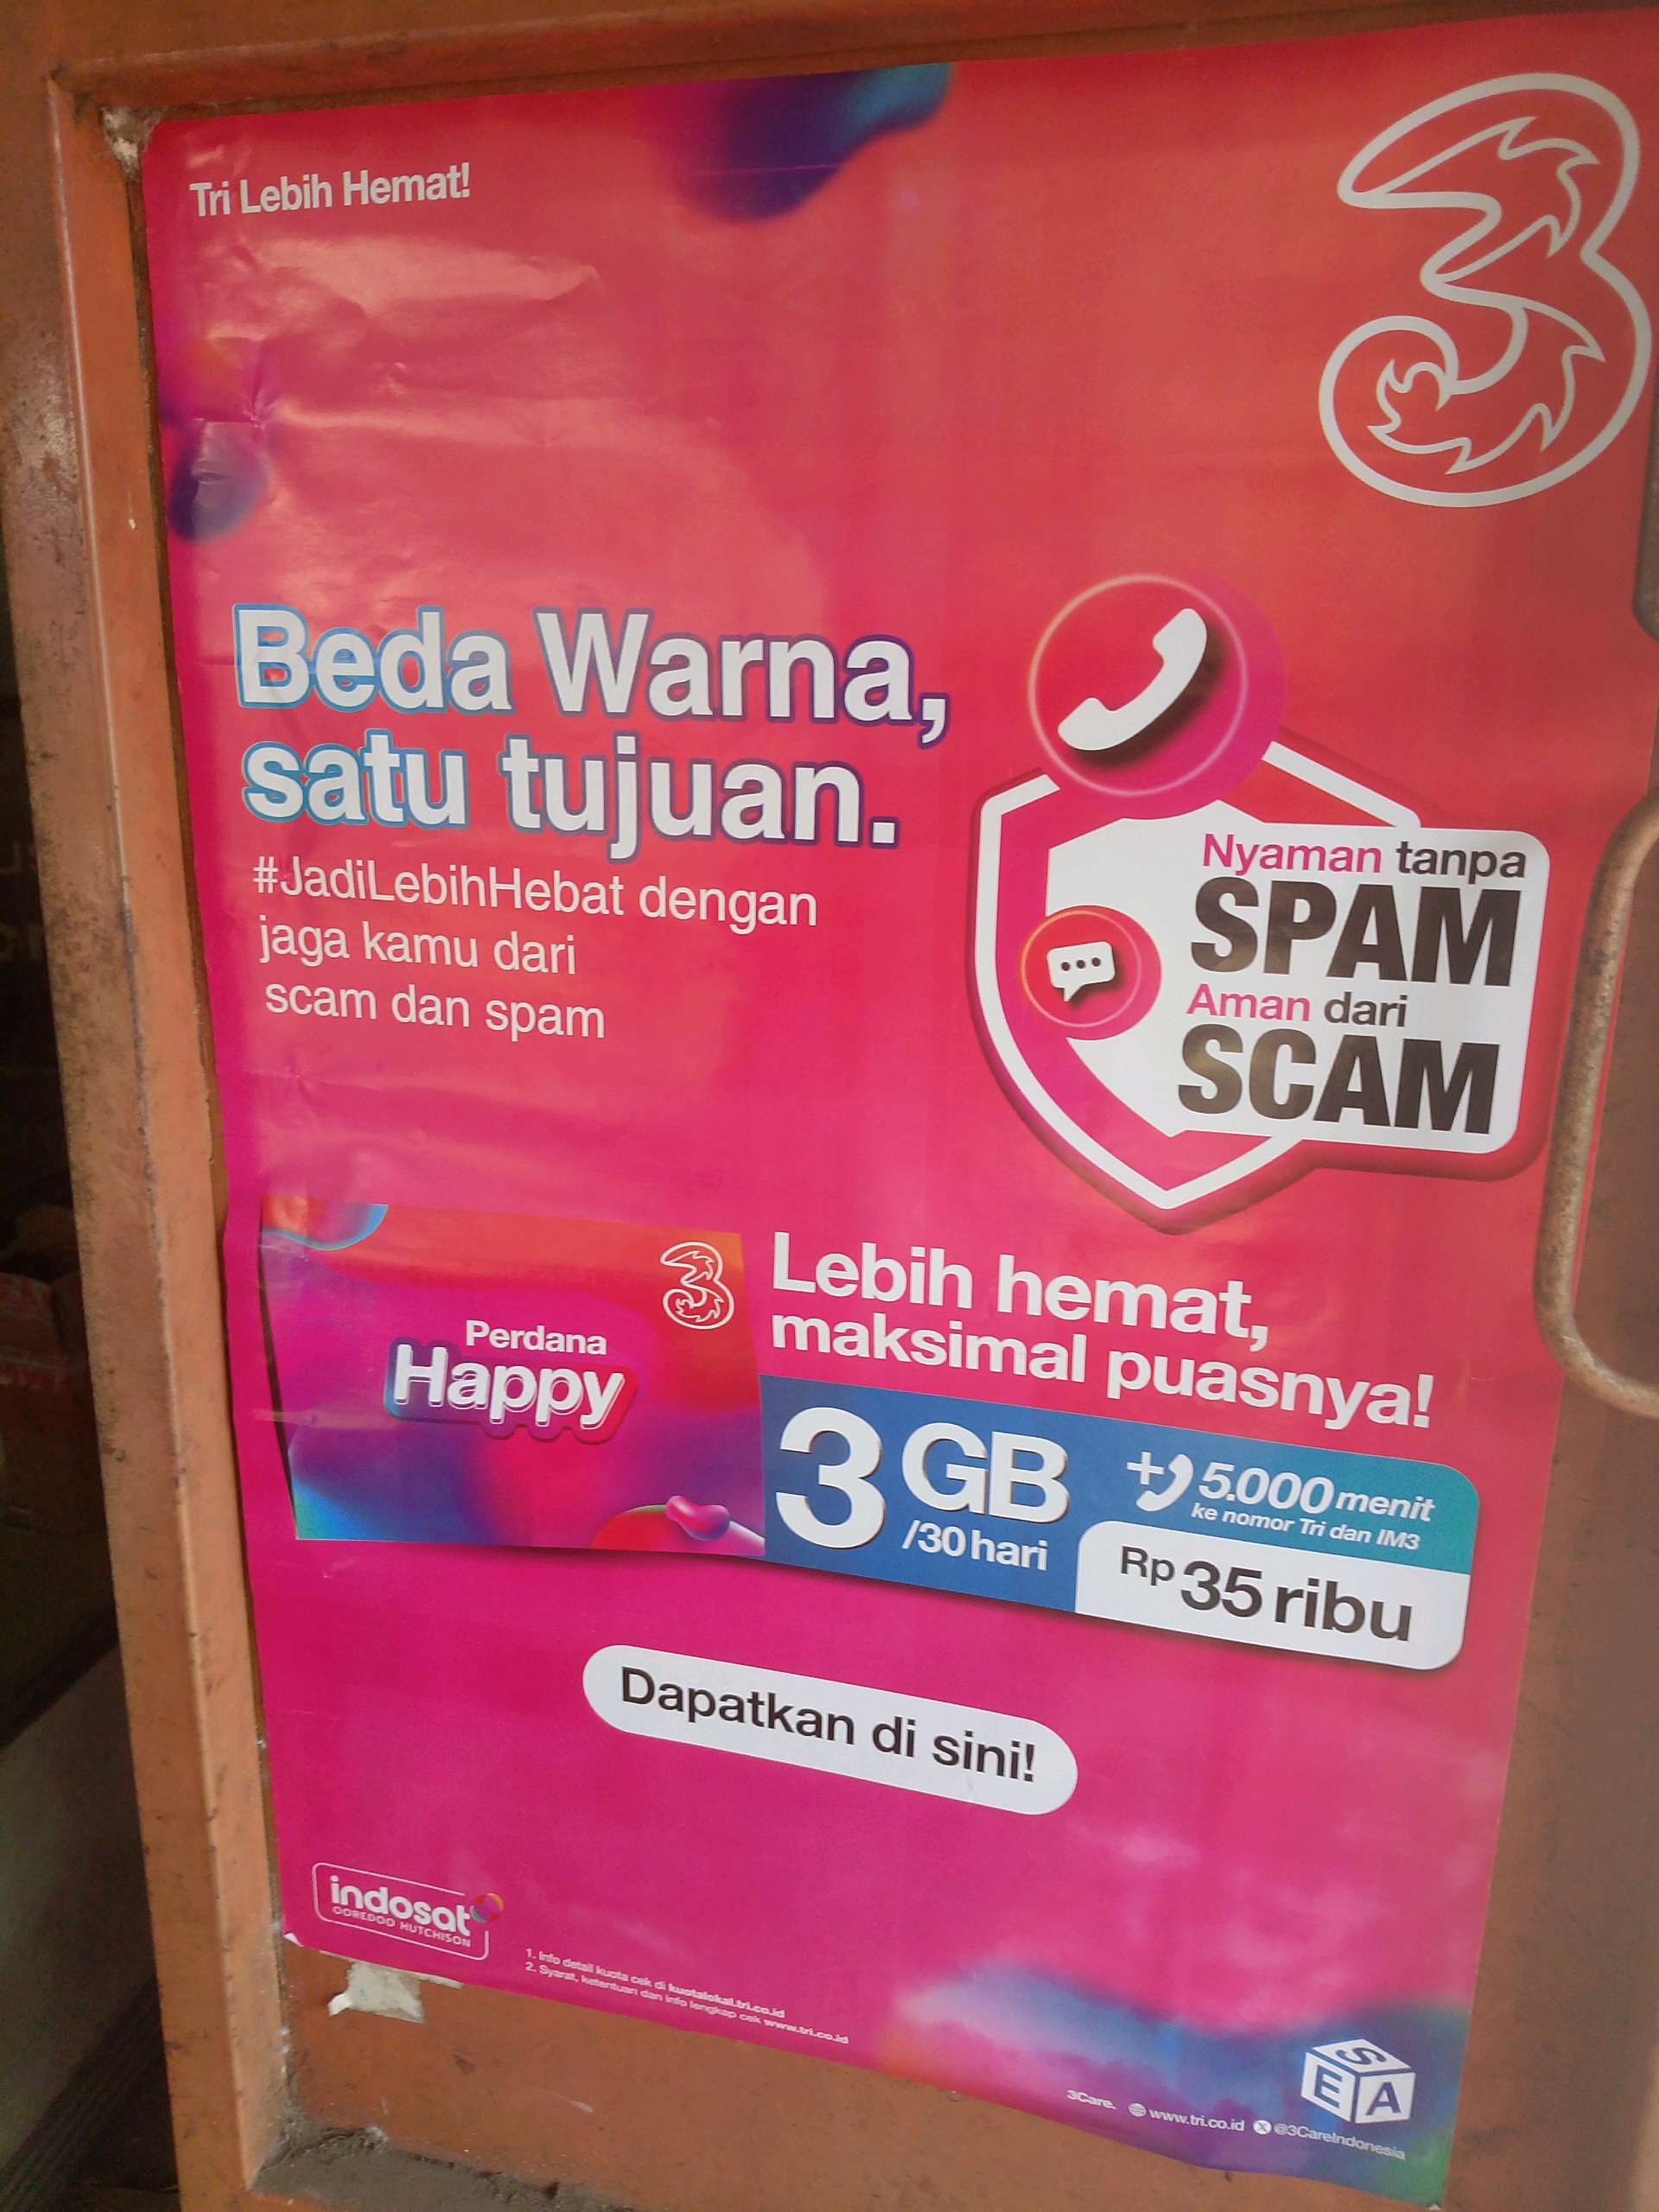 Tri Lebih Hemat!
3
Beda Warna,
satu tujuan.
#JadiLebihHebat dengan
jaga kamu dari
scam dan spam
Nyaman tanpa
SPAM
Aman dari
SCAM
3
Perdana
Happy
Lebih hemat,
maksimal puasnya!
3 GB
/30 hari
+ 5.000 menit
ke nomor Tri dan IM3
Rp 35 ribu
Dapatkan di sini!
indosat
OOREDOO HUTCHISON
1. Info detail kuota cek di kuotalokal.tri.co.id
2. Syarat, ketentuan dan info lengkap cek www.tri.co.id
SEA
3Care. www.tri.co.id @3CareIndonesia